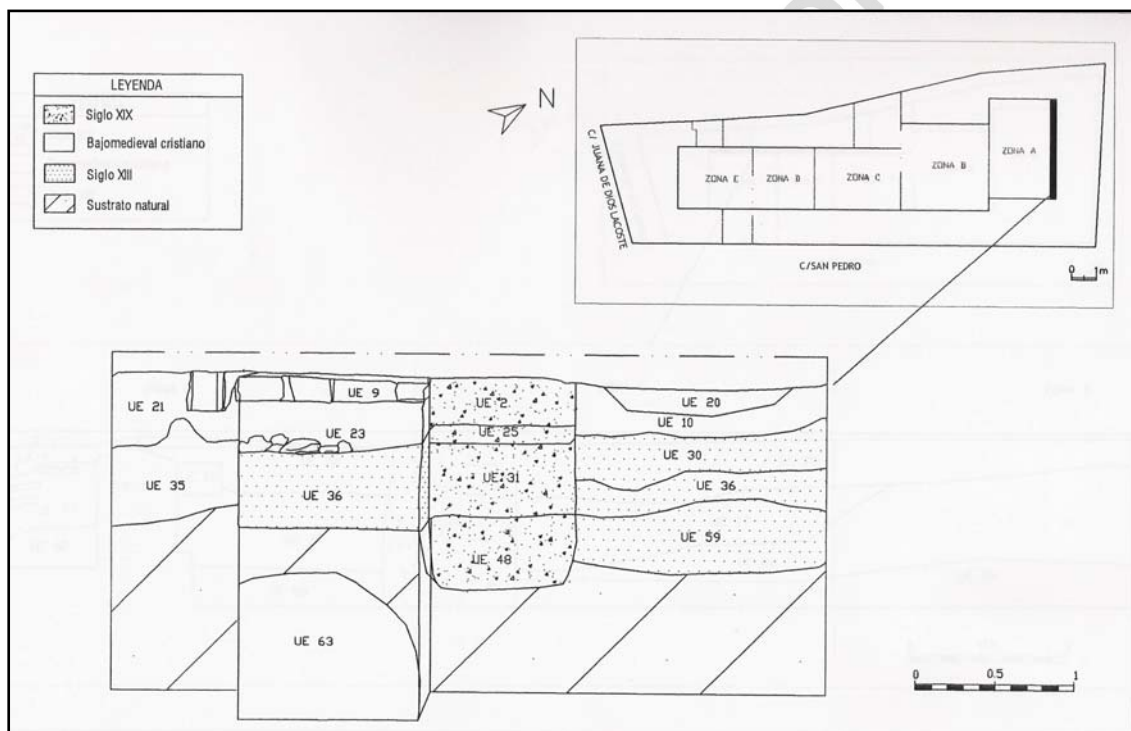 LEYENDA
Siglo XIX
Bajomedieval cristiano
Siglo XIII
Sustrato natural
N
C/ JUANA DE DIOS LACOSTE
ZONA E
ZONA D
ZONA C
ZONA B
ZONA A
C/SAN PEDRO
0 1m
UE 21
UE 9
UE 2
UE 20
UE 10
UE 23
UE 25
UE 30
UE 35
UE 36
UE 31
UE 36
UE 59
UE 48
UE 63
0 0.5 1